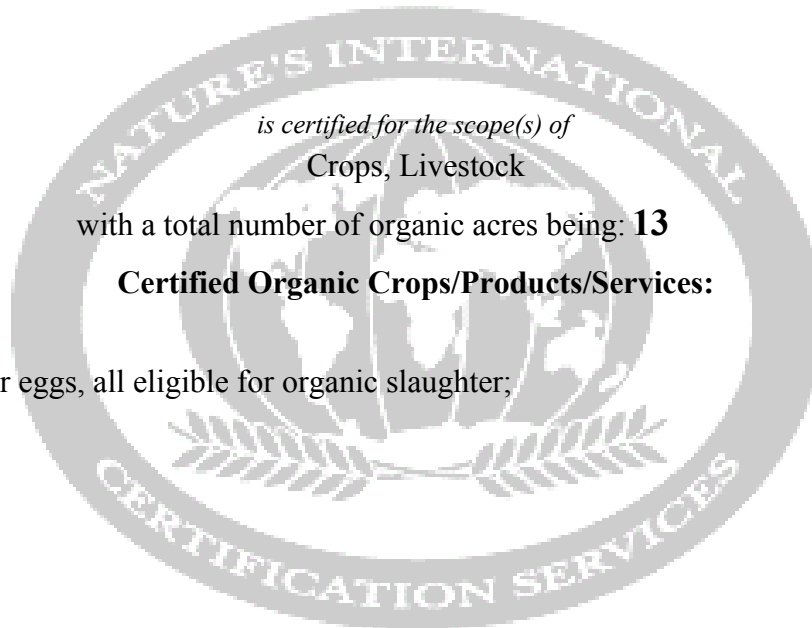 NATURE'S INTERNATIONAL
is certified for the scope(s) of
Crops, Livestock
with a total number of organic acres being: 13
Certified Organic Crops/Products/Services:
r eggs, all eligible for organic slaughter;
CERTIFICATION SERVICES